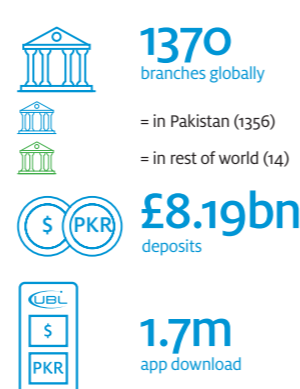 1370
branches globally
= in Pakistan (1356)
= in rest of world (14)
$ PKR
£8.19bn
deposits
UBL
$
PKR
1.7m
app download